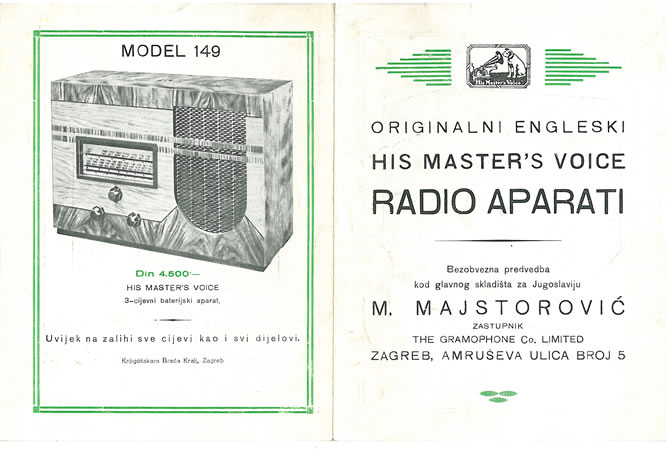 MODEL 149
Din 4.500·—
HIS MASTER'S VOICE
3-cijevni baterijski aparat,
Uvijek na zalihi sve cijevi kao i svi dijelovi.
Knjigotiskara Braća Kralj, Zagreb
His Master's Voice
ORIGINALNI ENGLESKI
HIS MASTER'S VOICE
RADIO APARATI
Bezobvezna predvedba
kod glavnog skladišta za Jugoslaviju
M. MAJSTOROVIĆ
ZASTUPNIK
THE GRAMOPHONE Co. LIMITED
ZAGREB, AMRUŠEVA ULICA BROJ 5